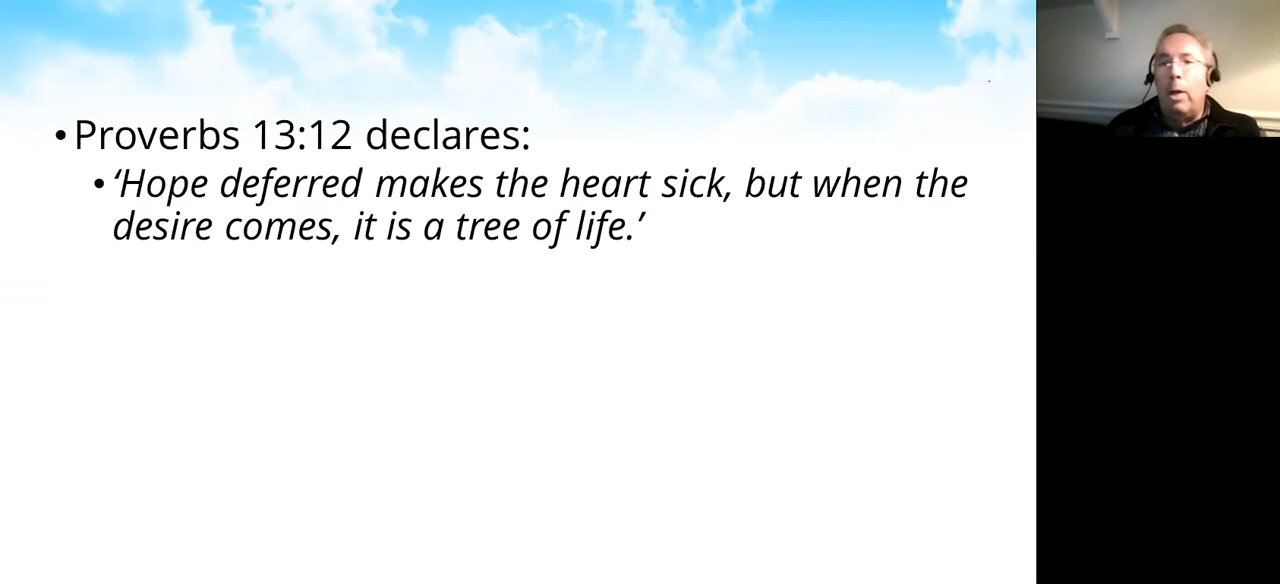 • Proverbs 13:12 declares:
• ‘Hope deferred makes the heart sick, but when the
desire comes, it is a tree of life.’